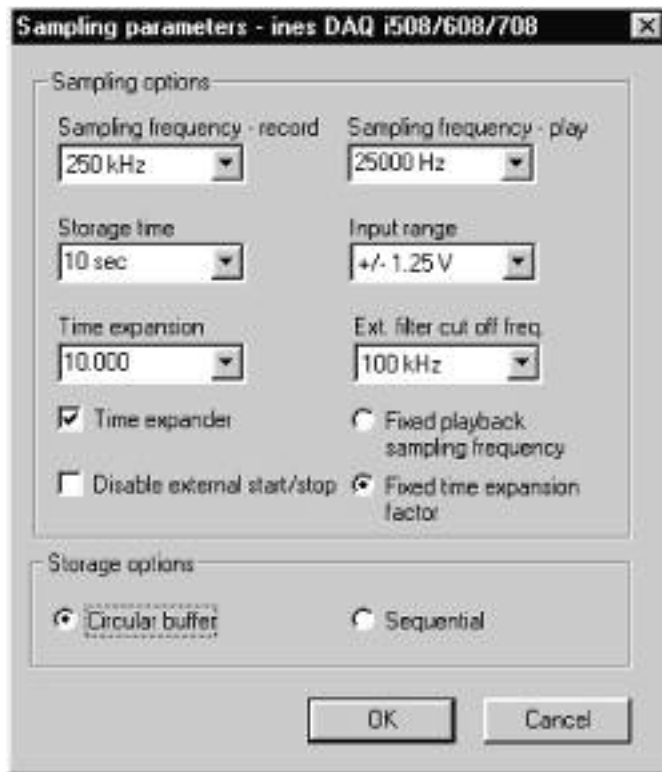 Sampling parameters - ines DAQ i508/608/708
Sampling options
Sampling frequency - record
Sampling frequency - play
250 kHz
25000 Hz
Storage time
Input range
10 sec
+/- 1.25 V
Time expansion
Ext. filter cut off freq.
10.000
100 kHz
Time expander
Fixed playback
sampling frequency
Disable external start/stop
Fixed time expansion
factor
Storage options
Circular buffer
Sequential
OK
Cancel